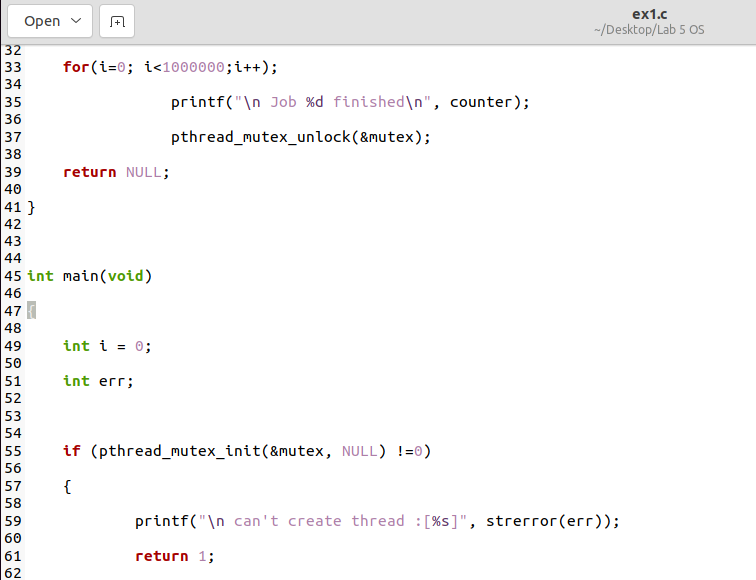 Open
ex1.c
~/Desktop/Lab 5 OS
32
33 for(i=0; i<1000000;i++);
34
35 printf("\n Job %d finished\n", counter);
36
37 pthread_mutex_unlock(&mutex);
38
39 return NULL;
40
41 }
42
43
44
45 int main(void)
46
47 {
48
49 int i = 0;
50
51 int err;
52
53
54
55 if (pthread_mutex_init(&mutex, NULL) !=0)
56
57 {
58
59 printf("\n can't create thread :[%s]", strerror(err));
60
61 return 1;
62